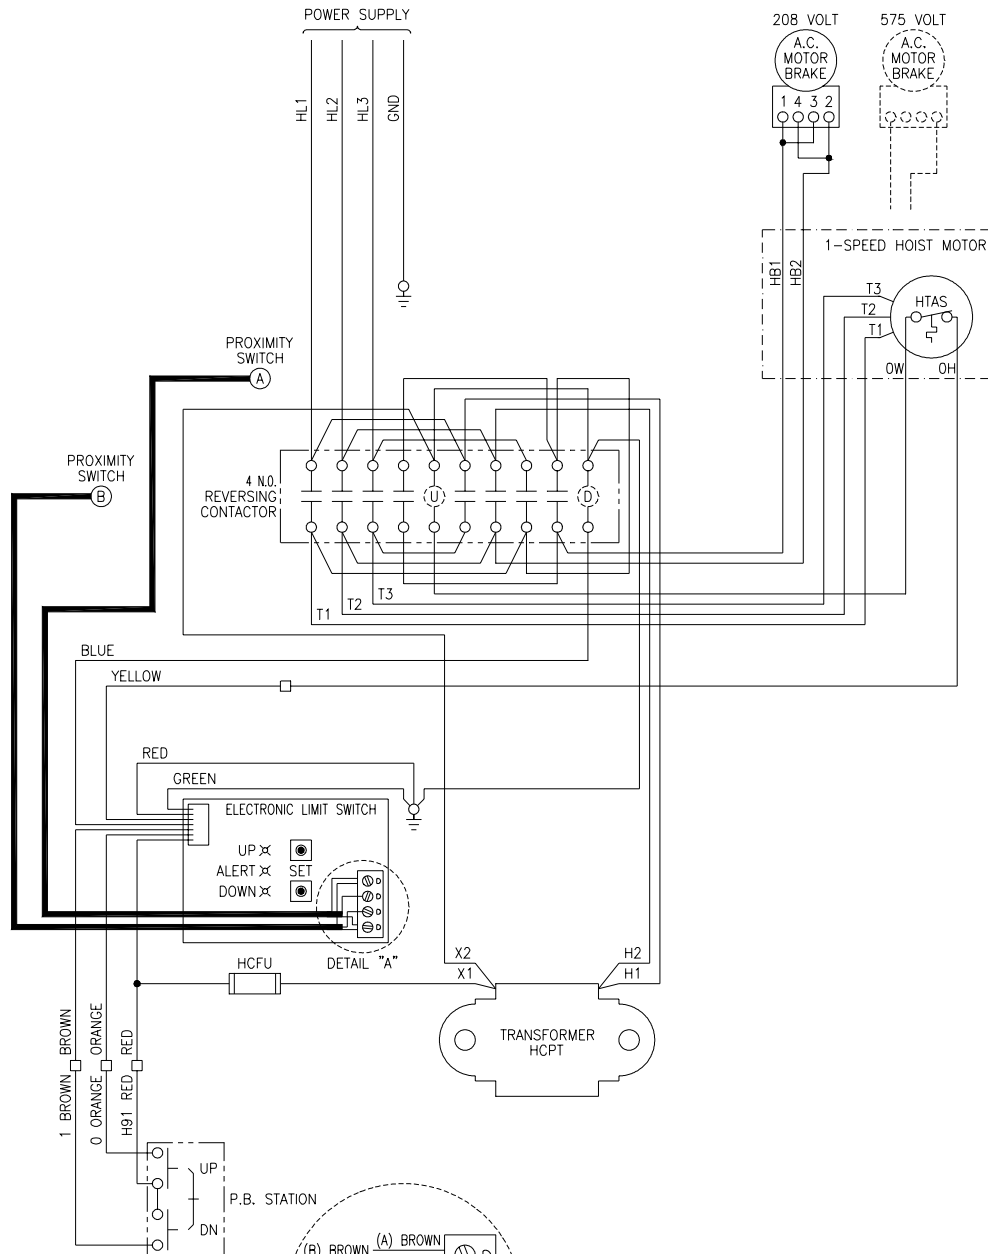 POWER SUPPLY
208 VOLT
575 VOLT
A.C.
MOTOR
BRAKE
A.C.
MOTOR
BRAKE
1 4 3 2
HL1
HL2
HL3
GND
1-SPEED HOIST MOTOR
HB1
HB2
T3
T2
T1
HTAS
OW
OH
PROXIMITY
SWITCH
A
PROXIMITY
SWITCH
B
4 N.O.
REVERSING
CONTACTOR
U
D
T1
T2
T3
BLUE
YELLOW
RED
GREEN
ELECTRONIC LIMIT SWITCH
UP
ALERT
SET
DOWN
DETAIL "A"
HCFU
X2
X1
H2
H1
TRANSFORMER
HCPT
1 BROWN BROWN
0 ORANGE ORANGE
H91 RED RED
UP
P.B. STATION
DN
(A) BROWN
(B) BROWN